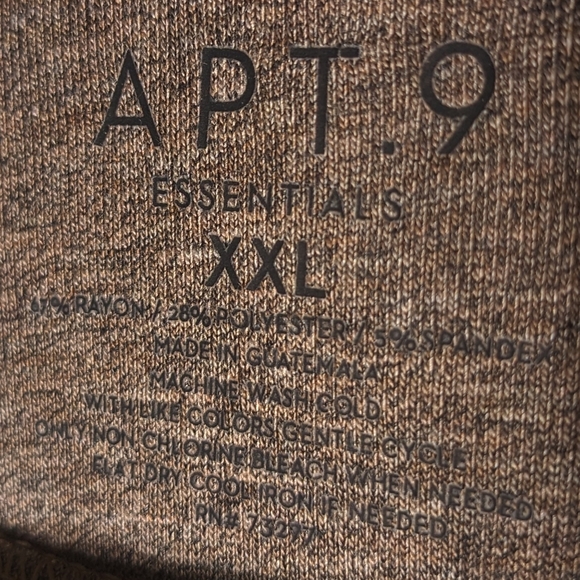 APT.9
ESSENTIALS
XXL
67% RAYON / 28% POLYESTER / 5% SPANDEX
MADE IN GUATEMALA
MACHINE WASH COLD
WITH LIKE COLORS GENTLE CYCLE
ONLY NON CHLORINE BLEACH WHEN NEEDED
FLAT DRY COOL IRON IF NEEDED
RN#